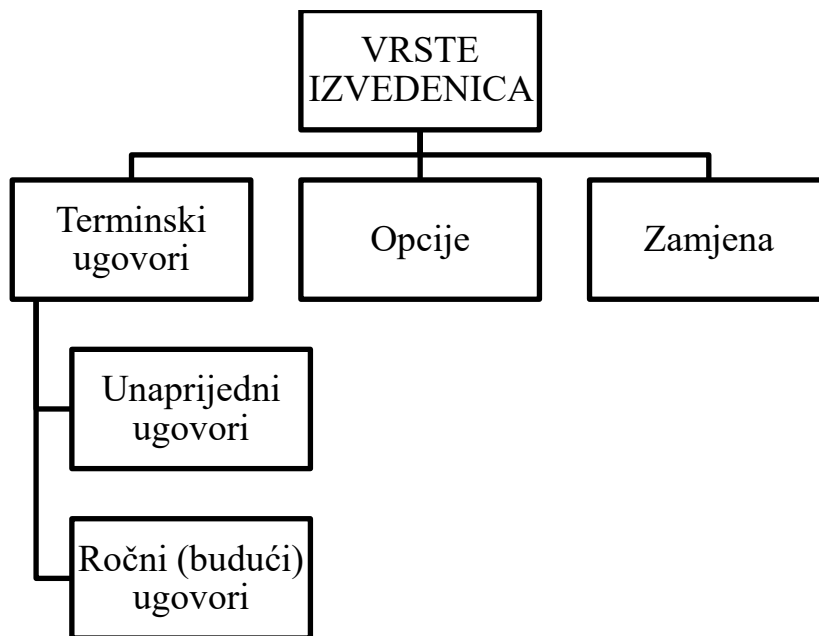 VRSTE
IZVEDENICA
Terminski
ugovori
Opcije
Zamjena
Unaprijedni
ugovori
Ročni (budući)
ugovori